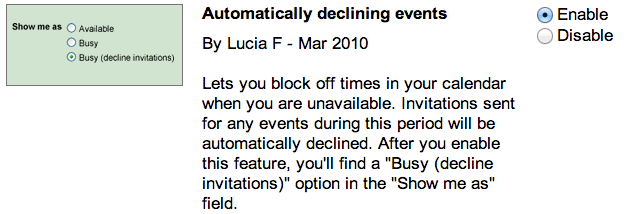 Show me as
Available
Busy
Busy (decline invitations)
Automatically declining events
By Lucia F - Mar 2010
Lets you block off times in your calendar
when you are unavailable. Invitations sent
for any events during this period will be
automatically declined. After you enable
this feature, you'll find a "Busy (decline
invitations)" option in the "Show me as"
field.
Enable
Disable